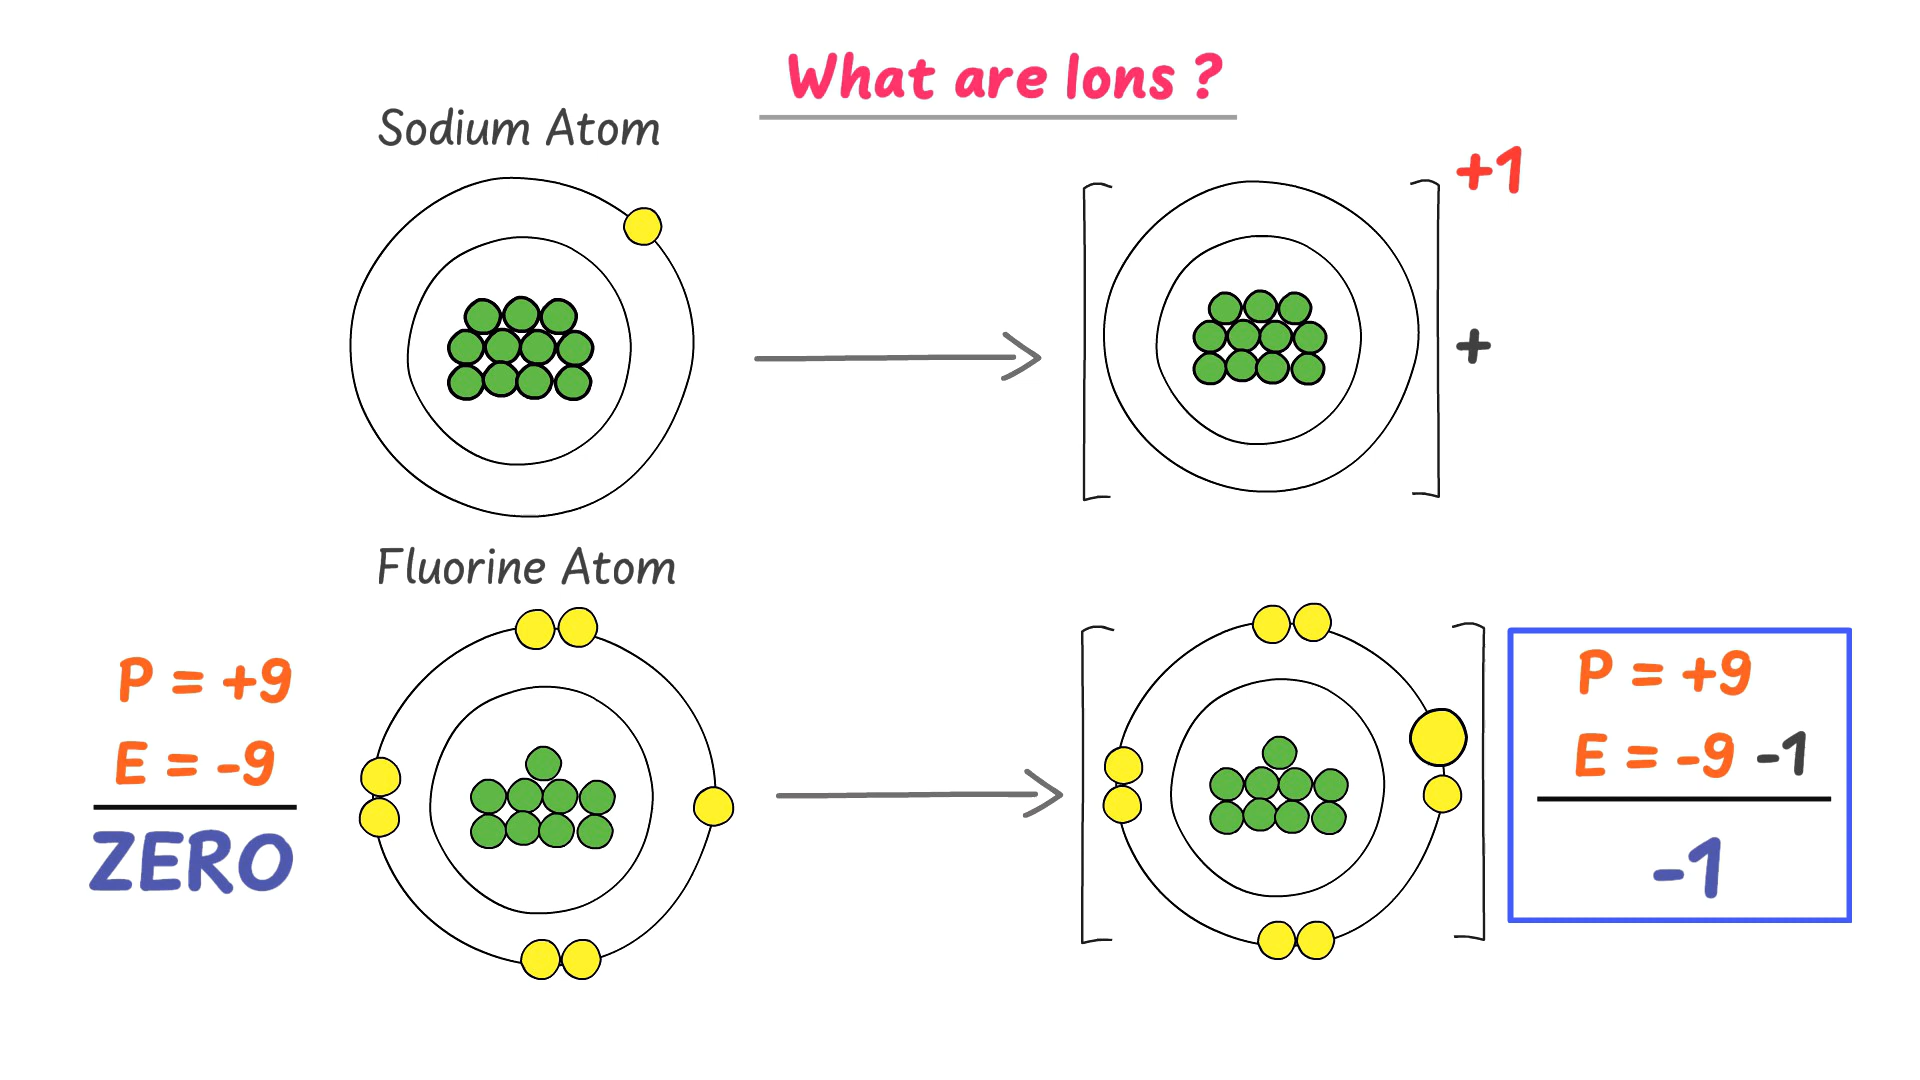 What are Ions ?
Sodium Atom
+1
+
Fluorine Atom
P = +9
E = -9
ZERO
P = +9
E = -9 -1
-1